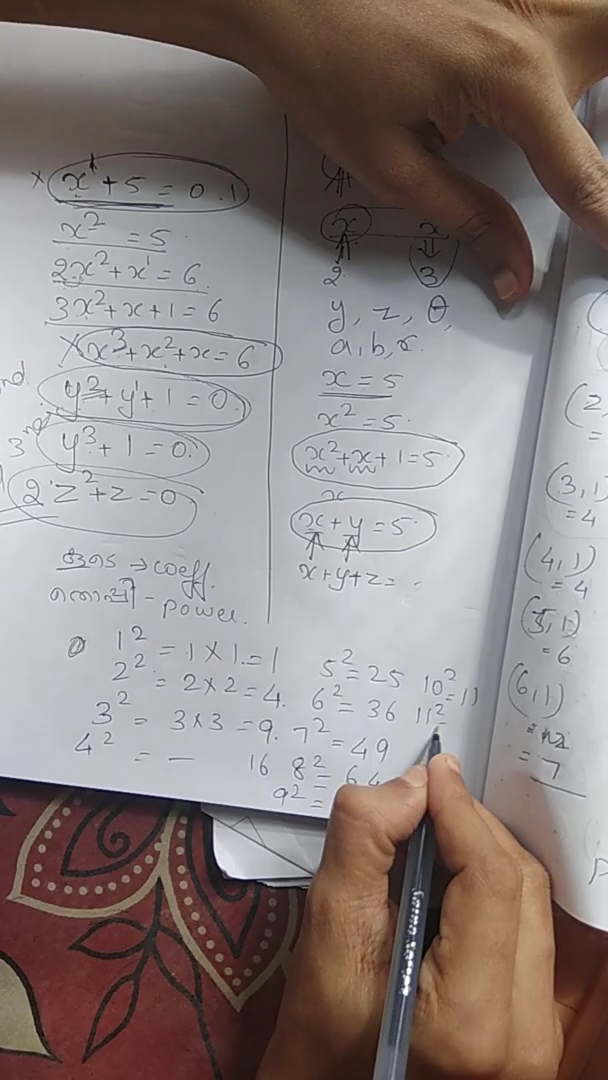 x¹ + 5 = 0.1
x² = 5
2x² + x¹ = 6
3x² + x + 1 = 6
x³ + x² + x = 6
y² + y¹ + 1 = 0
y³ + 1 = 0
2z² + z = 0
→ coeff.
- power.
1² = 1 × 1 = 1
2² = 2 × 2 = 4.
3² = 3 × 3 = 9.
4² = — 16
x x
2 3
y, z, θ,
a, b, c.
x = 5
x² = 5
x² + x + 1 = 5
x
x + y = 5
x + y + z =
5² = 25
6² = 36
7² = 49
8² = 64
9² =
10²
11²
(3,1)
= 4
(4,1)
= 4
(5,1)
= 6
(6,1)
= 7